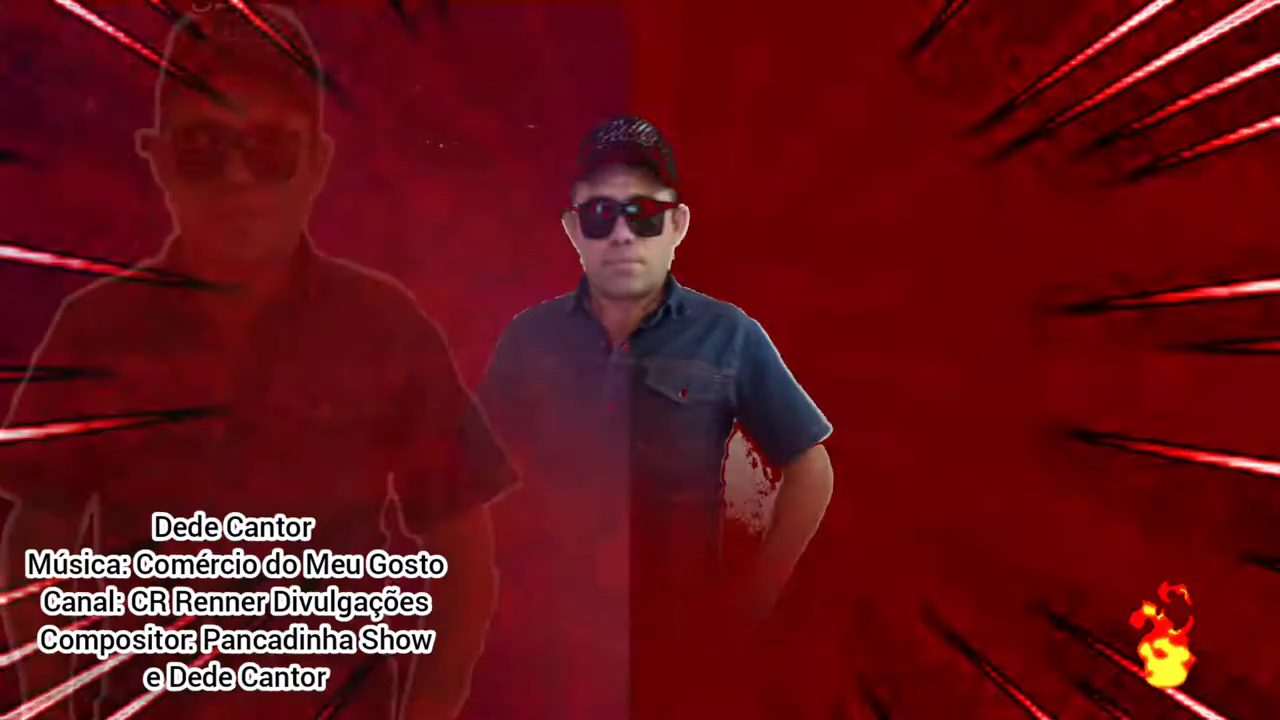 Dede Cantor
Música: Comércio do Meu Gosto
Canal: CR Renner Divulgações
Compositor: Pancadinha Show
e Dede Cantor